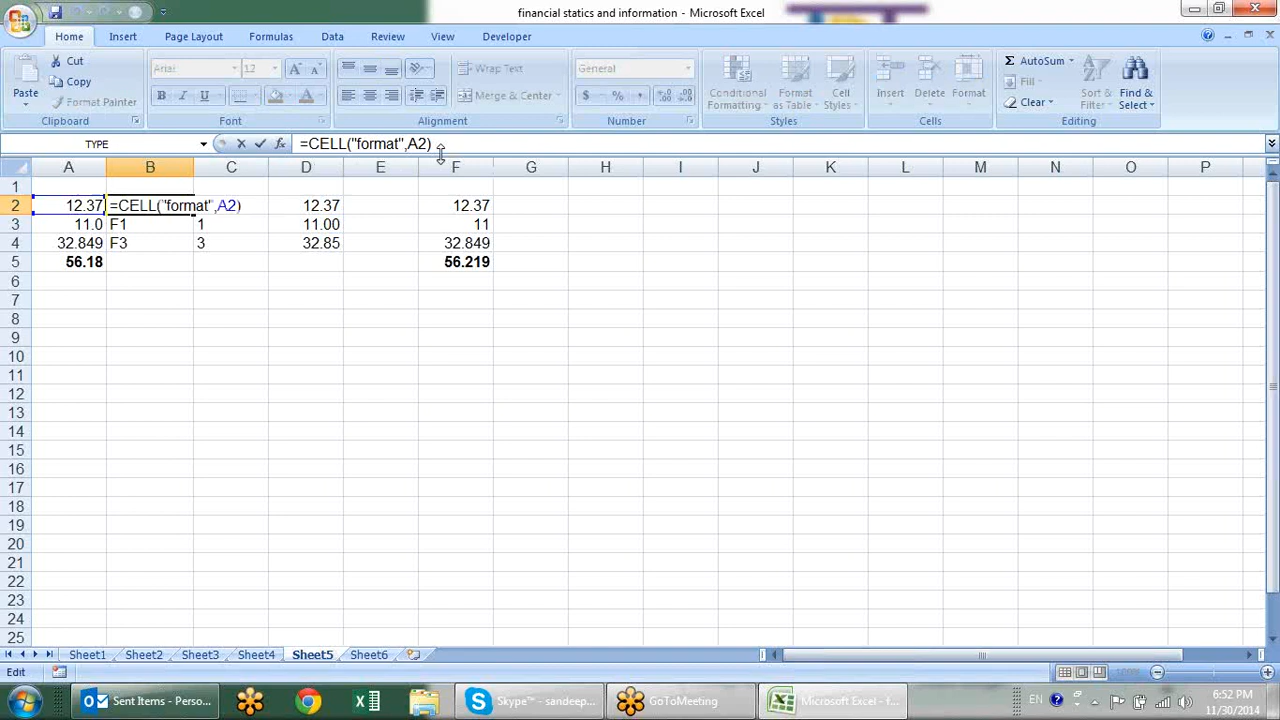 financial statics and information - Microsoft Excel
Home Insert Page Layout Formulas Data Review View Developer
Cut
Copy
Format Painter
Paste
Clipboard
Arial 12
Font
Wrap Text
Merge & Center
Alignment
General
$ % ,
Number
Conditional Formatting
Format as Table
Cell Styles
Styles
Insert Delete Format
Cells
Σ AutoSum
Fill
Clear
Sort & Filter
Find & Select
Editing
TYPE fx =CELL("format",A2)
A B C D E F G H I J K L M N O P
1
2 12.37 =CELL("format",A2) 12.37 12.37
3 11.0 F1 1 11.00 11
4 32.849 F3 3 32.85 32.849
5 56.18 56.219
6
7
8
9
10
11
12
13
14
15
16
17
18
19
20
21
22
23
24
25
Sheet1 Sheet2 Sheet3 Sheet4 Sheet5 Sheet6
Edit
Sent Items - Perso...
Skype™ - sandeep...
GoToMeeting
Microsoft Excel - f...
EN
6:52 PM
11/30/2014